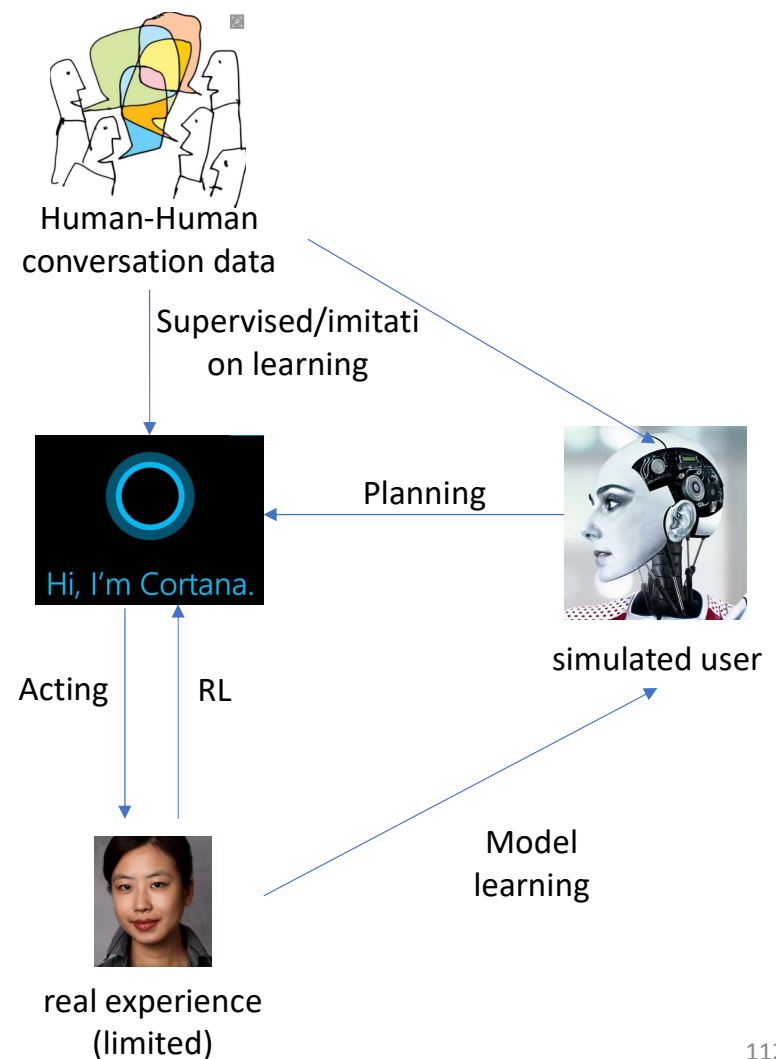 Human-Human
conversation data
Supervised/imitati
on learning
Planning
Hi, I'm Cortana.
simulated user
Acting
RL
Model
learning
real experience
(limited)